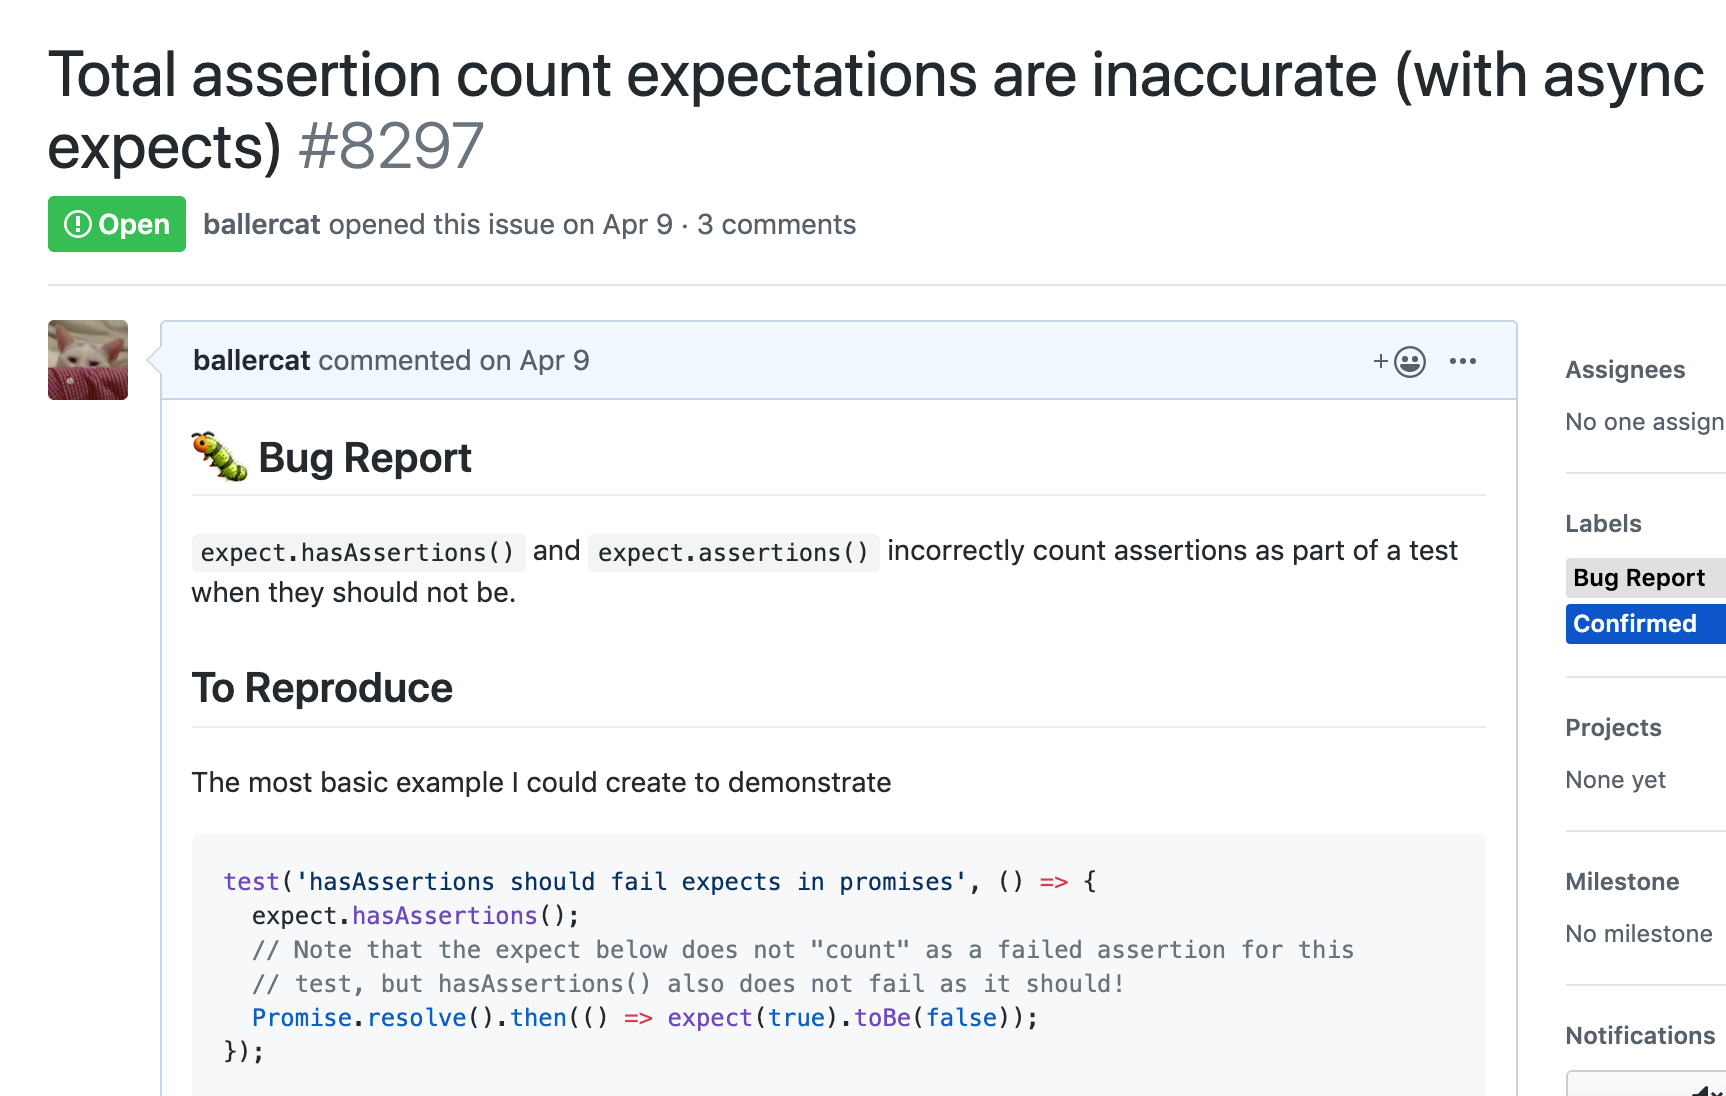 Total assertion count expectations are inaccurate (with async
expects) #8297
Open ballercat opened this issue on Apr 9 · 3 comments
ballercat commented on Apr 9
Bug Report
expect.hasAssertions() and expect.assertions() incorrectly count assertions as part of a test
when they should not be.
To Reproduce
The most basic example I could create to demonstrate
test('hasAssertions should fail expects in promises', () => {
  expect.hasAssertions();
  // Note that the expect below does not "count" as a failed assertion for this
  // test, but hasAssertions() also does not fail as it should!
  Promise.resolve().then(() => expect(true).toBe(false));
});
Assignees
No one assign
Labels
Bug Report
Confirmed
Projects
None yet
Milestone
No milestone
Notifications